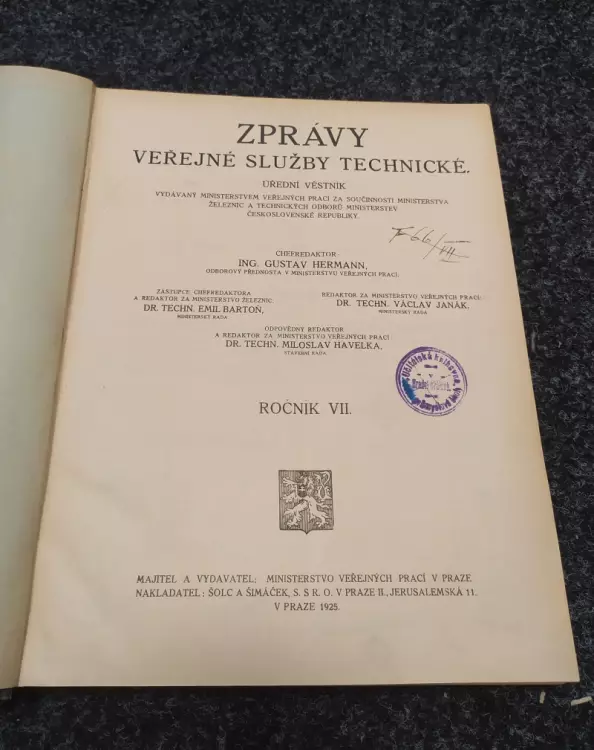 ZPRÁVY
VEŘEJNÉ SLUŽBY TECHNICKÉ.
ÚŘEDNÍ VĚSTNÍK
VYDÁVANÝ MINISTERSTVEM VEŘEJNÝCH PRACÍ ZA SOUČINNOSTI MINISTERSTVA
ŽELEZNIC A TECHNICKÝCH ODBORŮ MINISTERSTEV
ČESKOSLOVENSKÉ REPUBLIKY.
CHEFREDAKTOR:
ING. GUSTAV HERMANN,
ODBOROVÝ PŘEDNOSTA V MINISTERSTVU VEŘEJNÝCH PRACÍ.
ZÁSTUPCE CHEFREDAKTORA
A REDAKTOR ZA MINISTERSTVO ŽELEZNIC:
DR. TECHN. EMIL BARTOŇ,
MINISTERSKÝ RADA
REDAKTOR ZA MINISTERSTVO VEŘEJNÝCH PRACÍ:
DR. TECHN. VÁCLAV JANÁK,
MINISTERSKÝ RADA
ODPOVĚDNÝ REDAKTOR
A REDAKTOR ZA MINISTERSTVO VEŘEJNÝCH PRACÍ:
DR. TECHN. MILOSLAV HAVELKA,
STAVEBNÍ RADA
ROČNÍK VII.
MAJITEL A VYDAVATEL: MINISTERSTVO VEŘEJNÝCH PRACÍ V PRAZE
NAKLADATEL: ŠOLC A ŠIMÁČEK, S. S R. O. V PRAZE II., JERUSALEMSKÁ 11.
V PRAZE 1925.